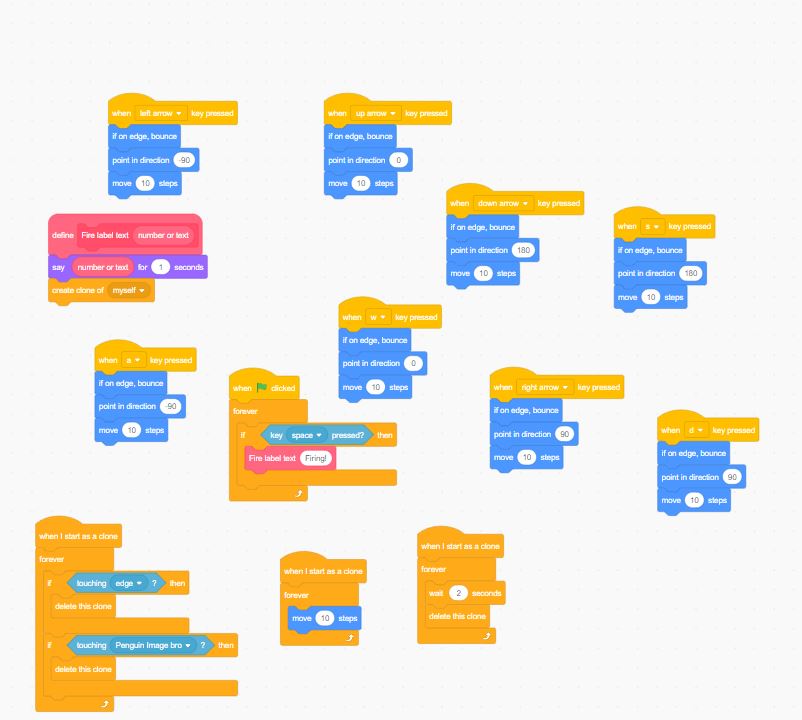 when left arrow key pressed
if on edge, bounce
point in direction -90
move 10 steps
when up arrow key pressed
if on edge, bounce
point in direction 0
move 10 steps
when down arrow key pressed
if on edge, bounce
point in direction 180
move 10 steps
when s key pressed
if on edge, bounce
point in direction 180
move 10 steps
define Fire label text number or text
say number or text for 1 seconds
create clone of myself
when w key pressed
if on edge, bounce
point in direction 0
move 10 steps
when a key pressed
if on edge, bounce
point in direction -90
move 10 steps
when clicked
forever
if key space pressed? then
Fire label text Firing!
when right arrow key pressed
if on edge, bounce
point in direction 90
move 10 steps
when d key pressed
if on edge, bounce
point in direction 90
move 10 steps
when I start as a clone
forever
if touching edge ? then
delete this clone
if touching Penguin Image bro ? then
delete this clone
when I start as a clone
forever
move 10 steps
when I start as a clone
forever
wait 2 seconds
delete this clone